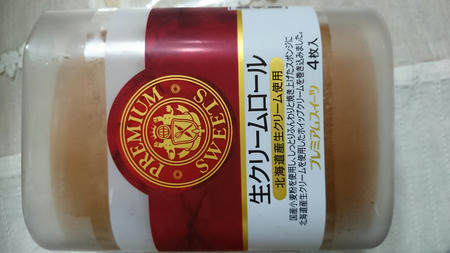 PREMIUM SWEETS
生クリームロール
北海道産生クリーム使用
国産小麦粉を使用し、しっとりふんわりと焼き上げたスポンジに
北海道産生クリームを使用したホイップクリームを巻き込みました。
プレミアムスイーツ
4枚入